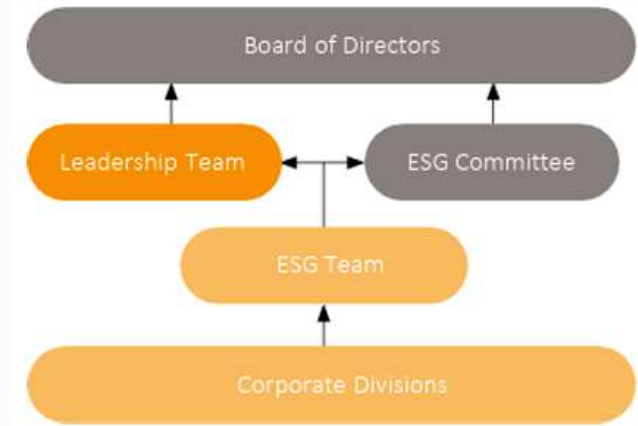 Board of Directors
Leadership Team
ESG Committee
ESG Team
Corporate Divisions